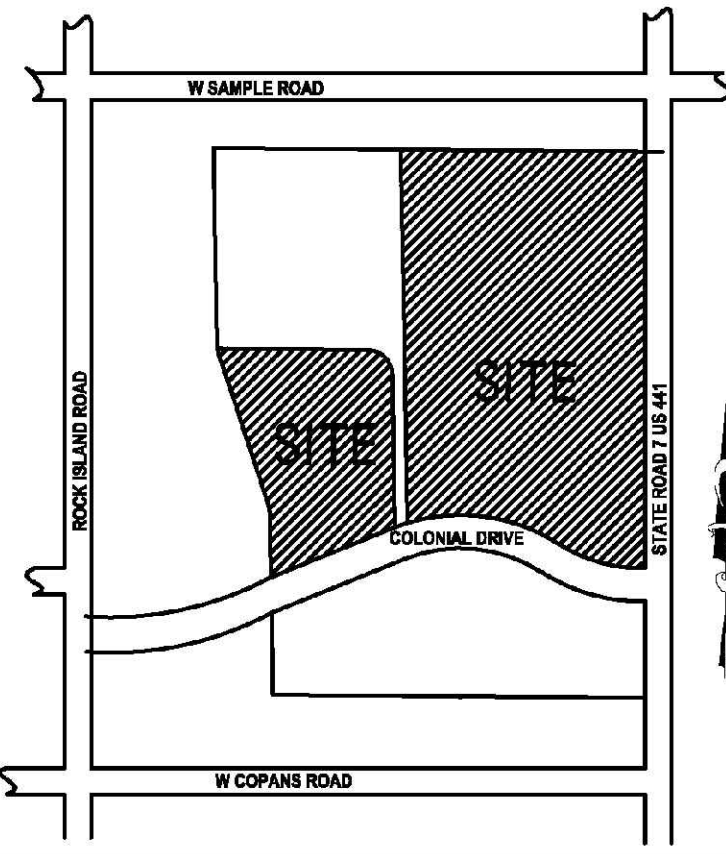 W SAMPLE ROAD
SITE
SITE
ROCK ISLAND ROAD
STATE ROAD 7 US 441
COLONIAL DRIVE
W COPANS ROAD